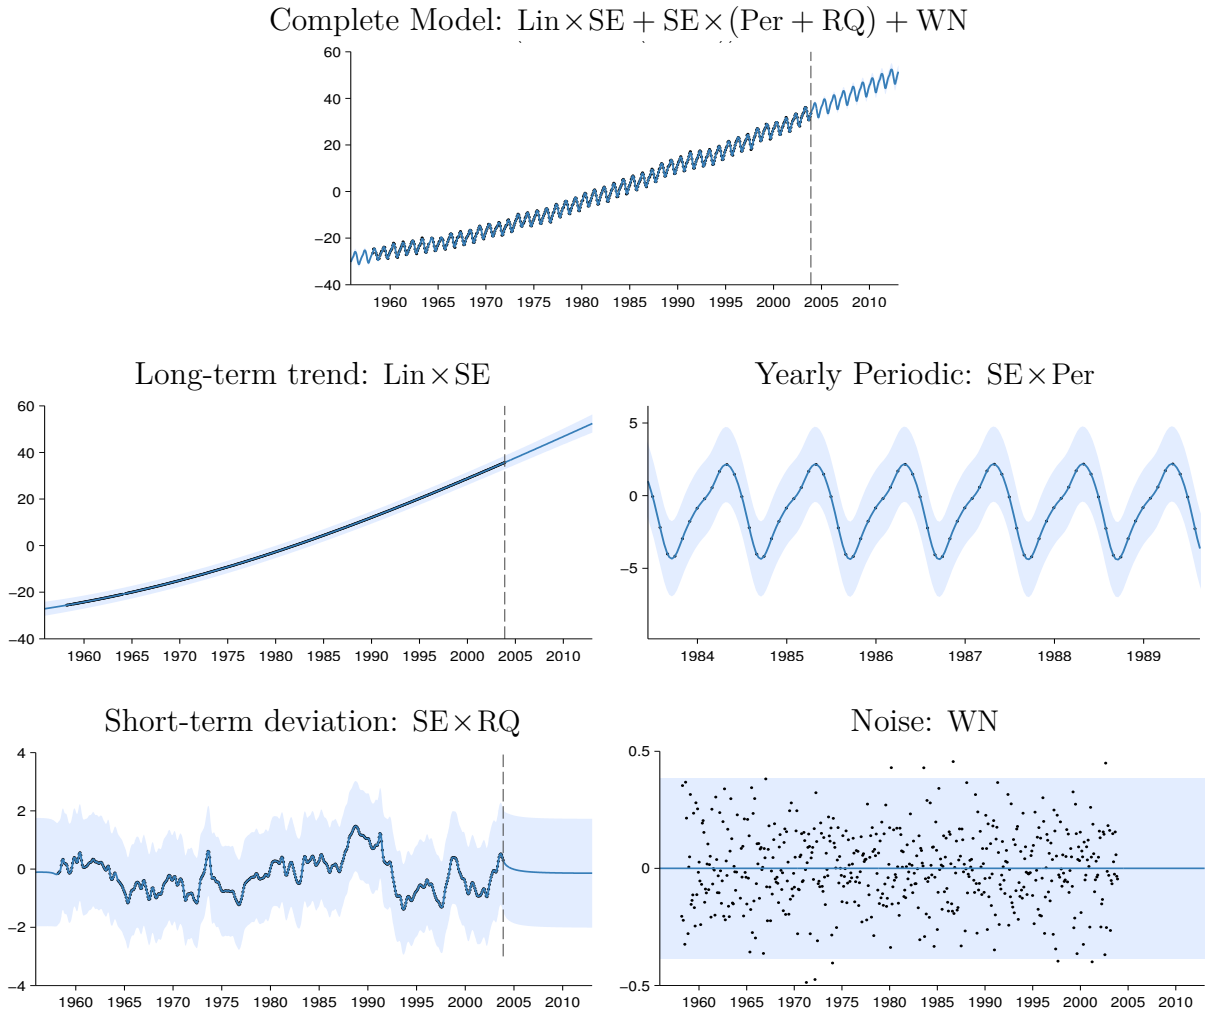 Complete Model: Lin×SE + SE×(Per + RQ) + WN
60
40
20
0
−20
−40
1960 1965 1970 1975 1980 1985 1990 1995 2000 2005 2010
Long-term trend: Lin×SE
60
40
20
0
−20
−40
1960 1965 1970 1975 1980 1985 1990 1995 2000 2005 2010
Yearly Periodic: SE×Per
5
0
−5
1984 1985 1986 1987 1988 1989
Short-term deviation: SE×RQ
4
2
0
−2
−4
1960 1965 1970 1975 1980 1985 1990 1995 2000 2005 2010
Noise: WN
0.5
0
−0.5
1960 1965 1970 1975 1980 1985 1990 1995 2000 2005 2010